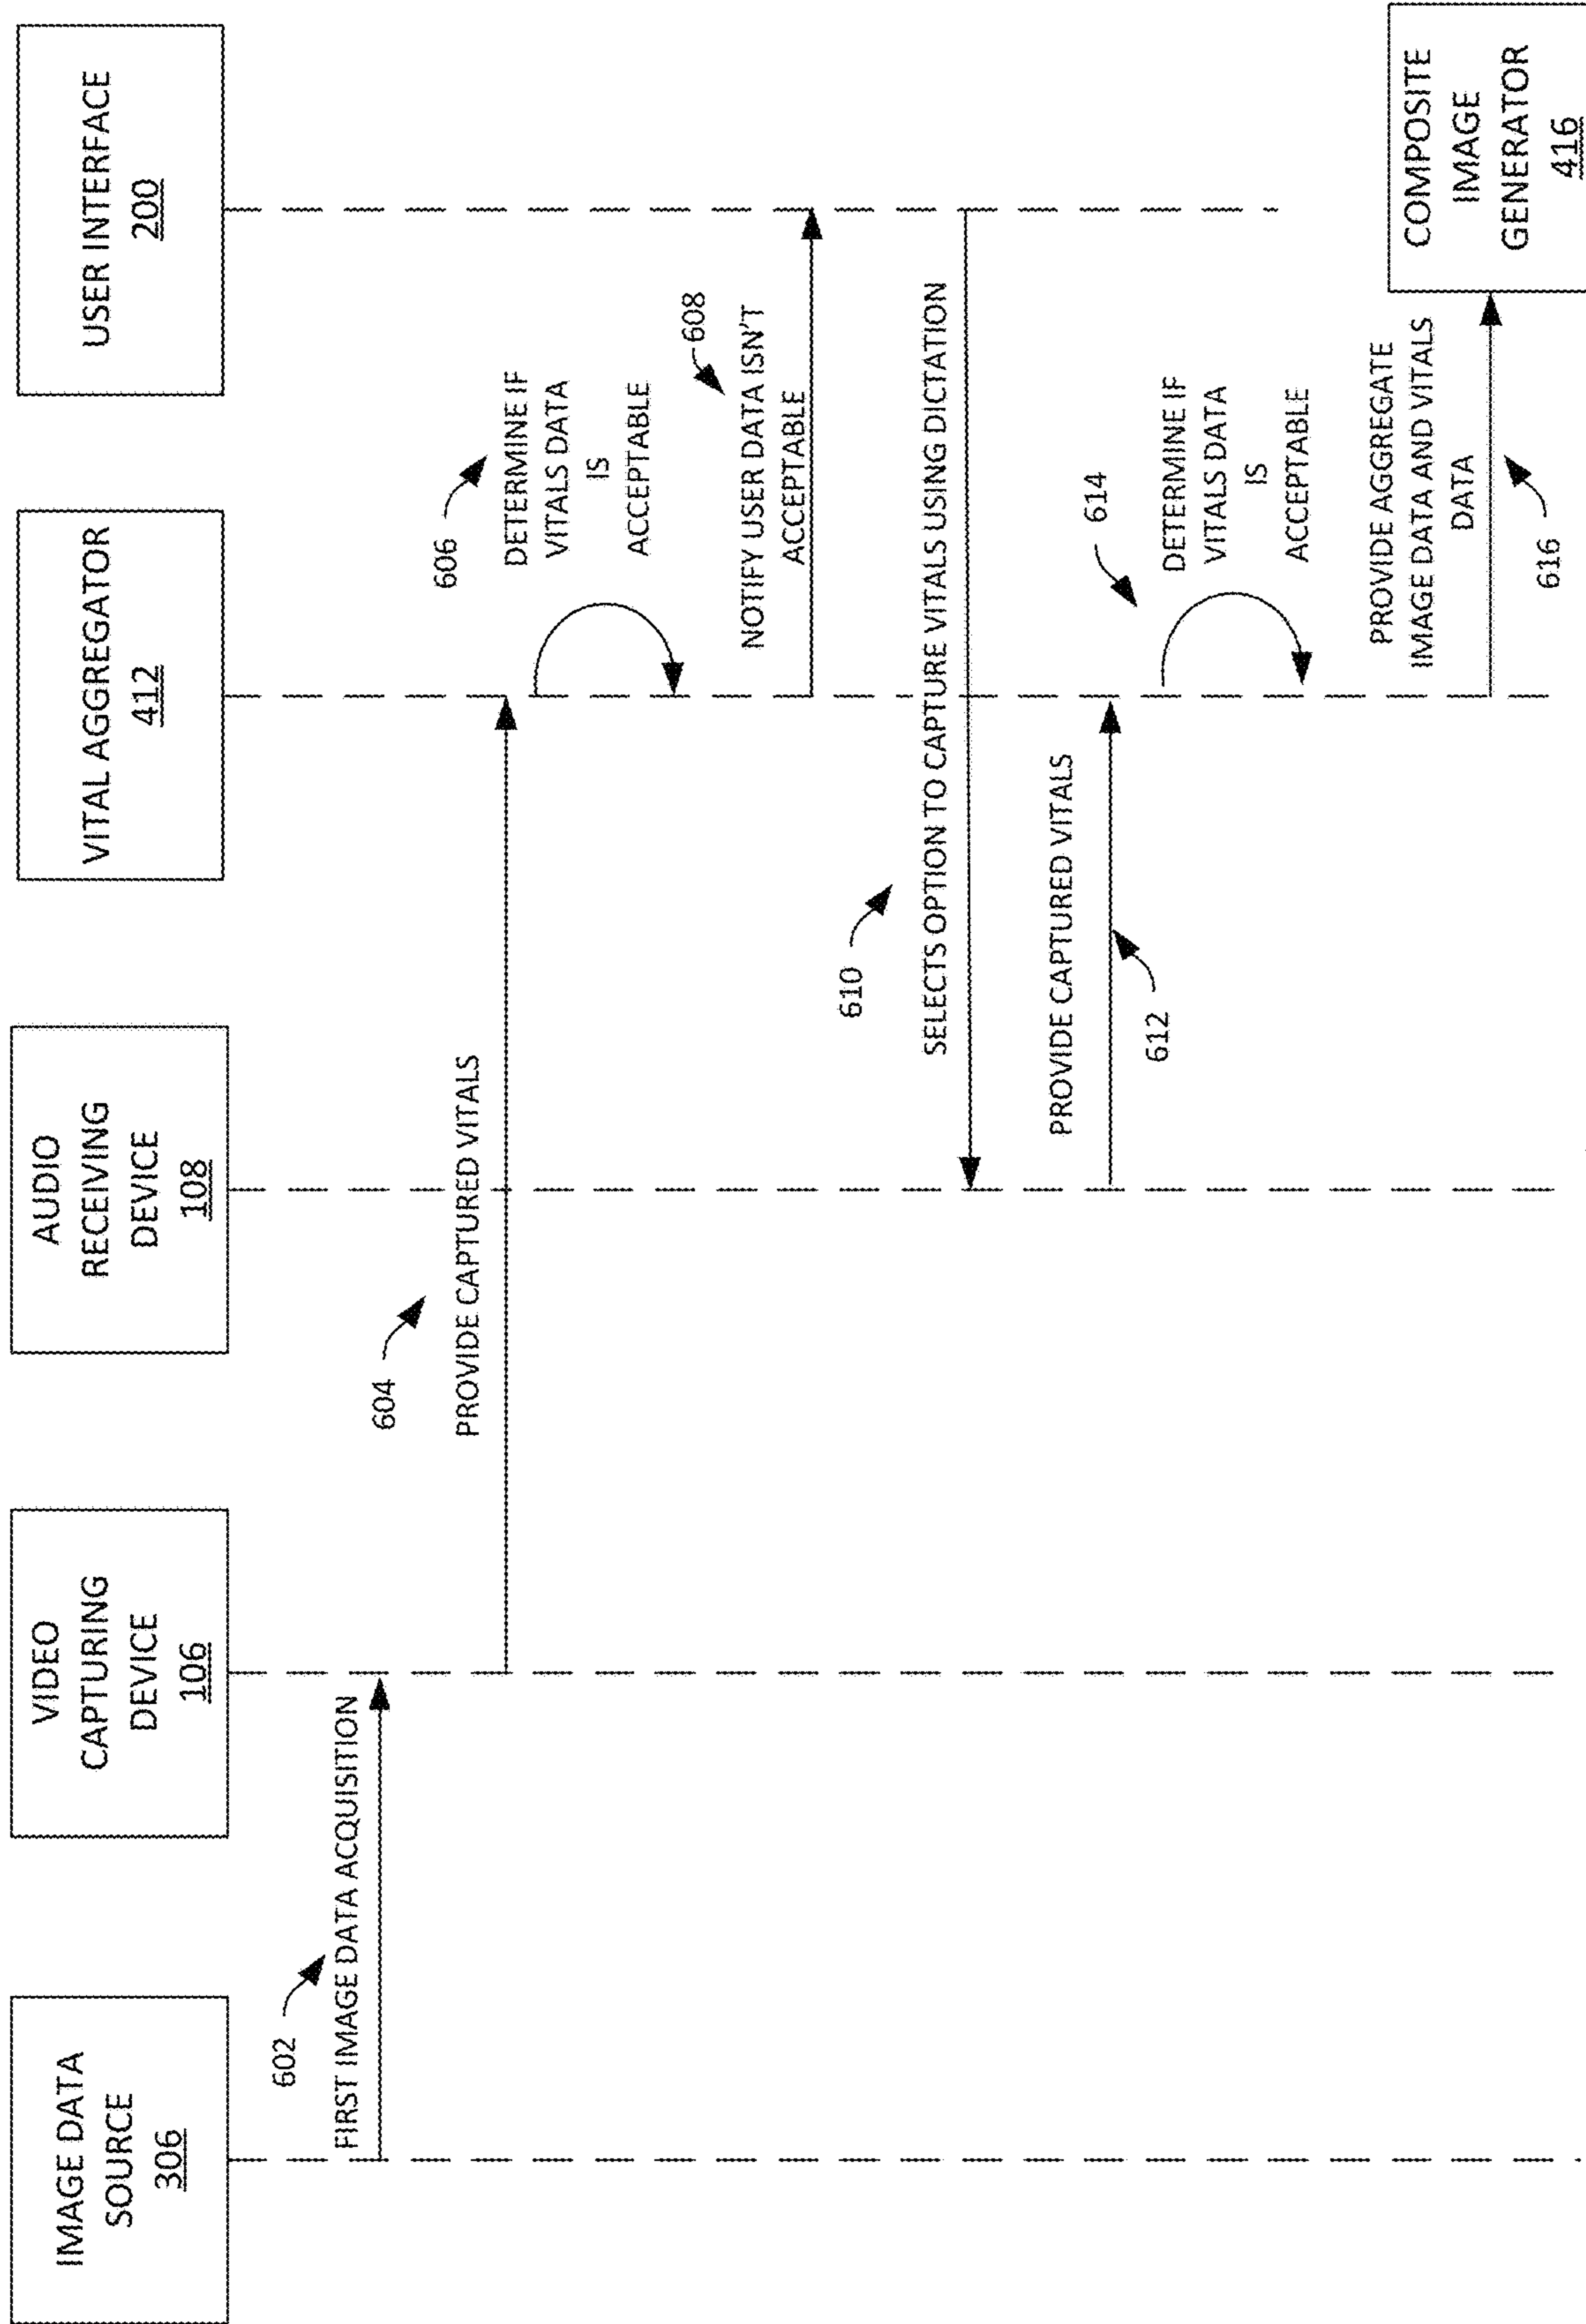 IMAGE DATA
SOURCE
306
VIDEO
CAPTURING
DEVICE
106
AUDIO
RECEIVING
DEVICE
108
VITAL AGGREGATOR
412
USER INTERFACE
200
602
FIRST IMAGE DATA ACQUISITION
604
PROVIDE CAPTURED VITALS
606
DETERMINE IF
VITALS DATA
IS
ACCEPTABLE
608
NOTIFY USER DATA ISN'T
ACCEPTABLE
610
SELECTS OPTION TO CAPTURE VITALS USING DICTATION
PROVIDE CAPTURED VITALS
612
614
DETERMINE IF
VITALS DATA
IS
ACCEPTABLE
PROVIDE AGGREGATE
IMAGE DATA AND VITALS
DATA
616
COMPOSITE
IMAGE
GENERATOR
416